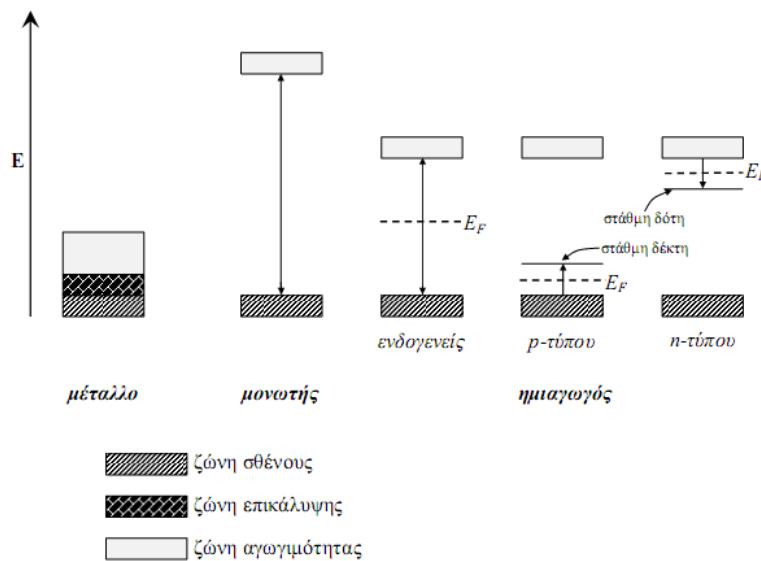 E
E_F
στάθμη δότη
στάθμη δέκτη
E_F
E_F
ενδογενείς
p-τύπου
n-τύπου
μέταλλο
μονωτής
ημιαγωγός
ζώνη σθένους
ζώνη επικάλυψης
ζώνη αγωγιμότητας